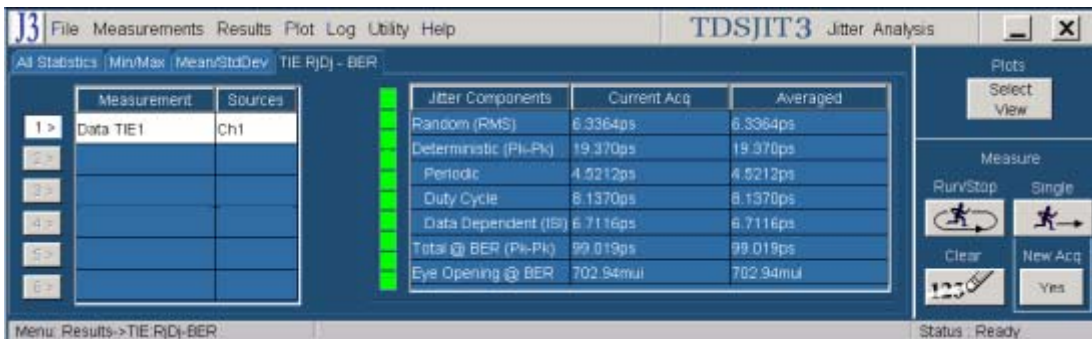 J3 File Measurements Results Plot Log Utility Help TDSJIT3 Jitter Analysis
All Statistics Min/Max Mean/StdDev TIE:RjDj - BER
Measurement Sources
1 > Data TIE1 Ch1
2 >
3 >
4 >
5 >
6 >
Jitter Components Current Acq Averaged
Random (RMS) 6.3364ps 6.3364ps
Deterministic (Pk-Pk) 19.370ps 19.370ps
Periodic 4.5212ps 4.5212ps
Duty Cycle 8.1370ps 8.1370ps
Data Dependent (ISI) 6.7116ps 6.7116ps
Total @ BER (Pk-Pk) 99.019ps 99.019ps
Eye Opening @ BER 702.94mui 702.94mui
Plots
Select
View
Measure
Run/Stop Single
Clear New Acq
123 Yes
Menu: Results->TIE:RjDj-BER Status : Ready